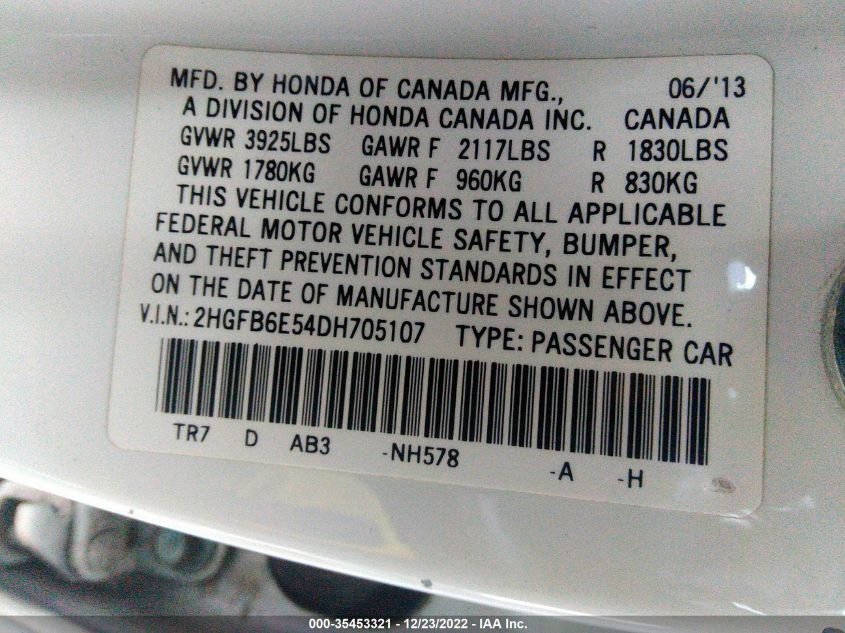 MFD. BY HONDA OF CANADA MFG., 06/'13
A DIVISION OF HONDA CANADA INC. CANADA
GVWR 3925LBS GAWR F 2117LBS R 1830LBS
GVWR 1780KG GAWR F 960KG R 830KG
THIS VEHICLE CONFORMS TO ALL APPLICABLE
FEDERAL MOTOR VEHICLE SAFETY, BUMPER,
AND THEFT PREVENTION STANDARDS IN EFFECT
ON THE DATE OF MANUFACTURE SHOWN ABOVE.
V.I.N.: 2HGFB6E54DH705107 TYPE: PASSENGER CAR
TR7 D AB3 -NH578 -A -H
000-35453321 - 12/23/2022 - IAA Inc.